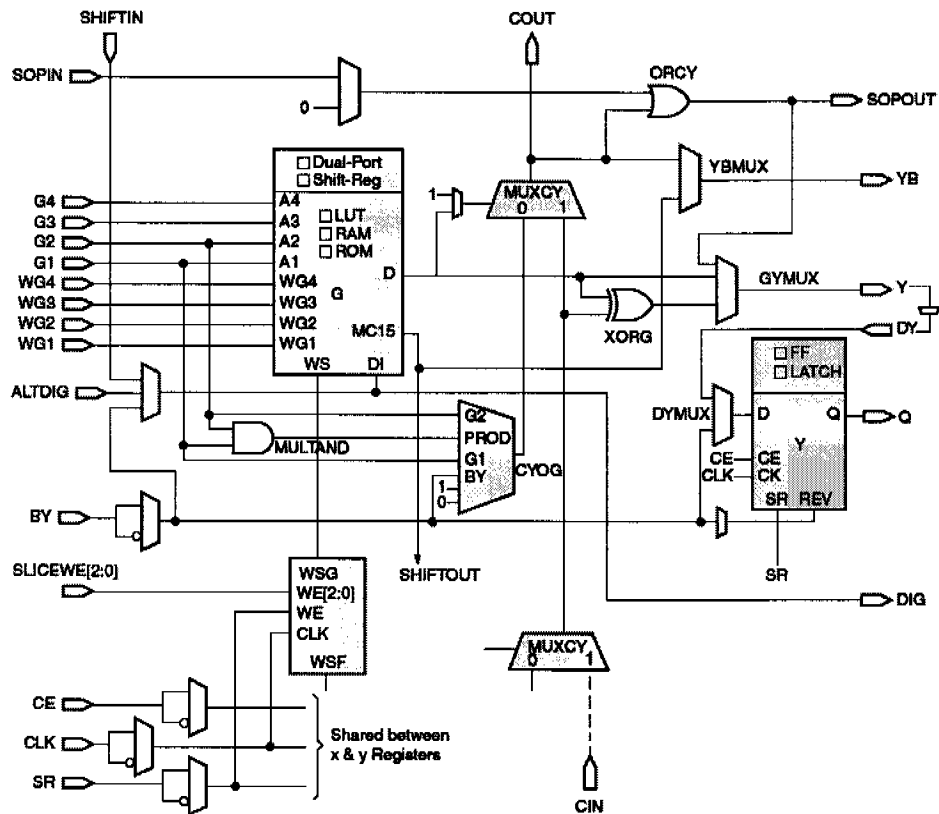 SHIFTIN
COUT
SOPIN
ORCY
SOPOUT
0
Dual-Port
Shift-Reg
YBMUX
YB
1
MUXCY
0 1
G4
A4
LUT
G3
A3
RAM
G2
A2
ROM
G1
A1
D
WG4
WG4
G
GYMUX
Y
WG3
WG3
WG2
WG2
MC15
XORG
DY
WG1
WG1
WS
DI
FF
LATCH
ALTDIG
G2
DYMUX
D
Q
Q
MULTAND
PROD
Y
G1
CYOG
CE
CE
BY
CLK
CK
1
0
SR REV
BY
WSG
SHIFTOUT
SR
SLICEWE[2:0]
WE[2:0]
DIG
WE
CLK
MUXCY
0 1
WSF
CE
CLK
Shared between
x & y Registers
SR
CIN